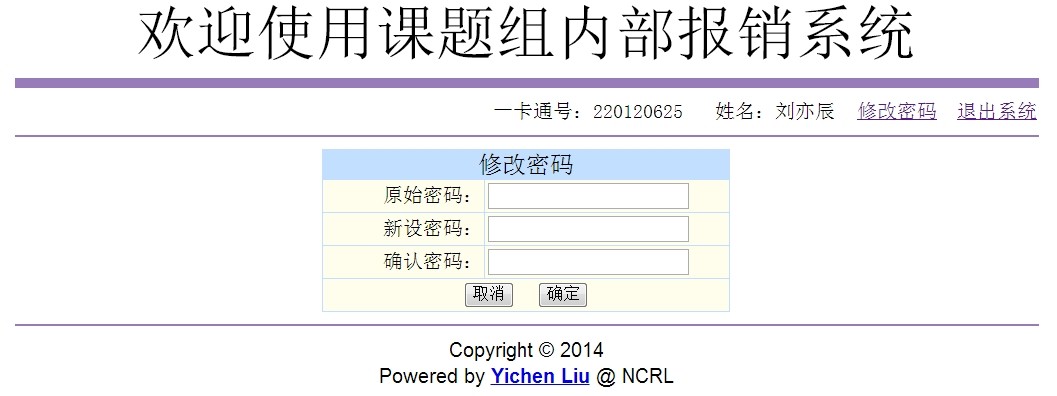 欢迎使用课题组内部报销系统
一卡通号：220120625 姓名：刘亦辰 修改密码 退出系统
修改密码
原始密码：
新设密码：
确认密码：
取消 确定
Copyright © 2014
Powered by Yichen Liu @ NCRL